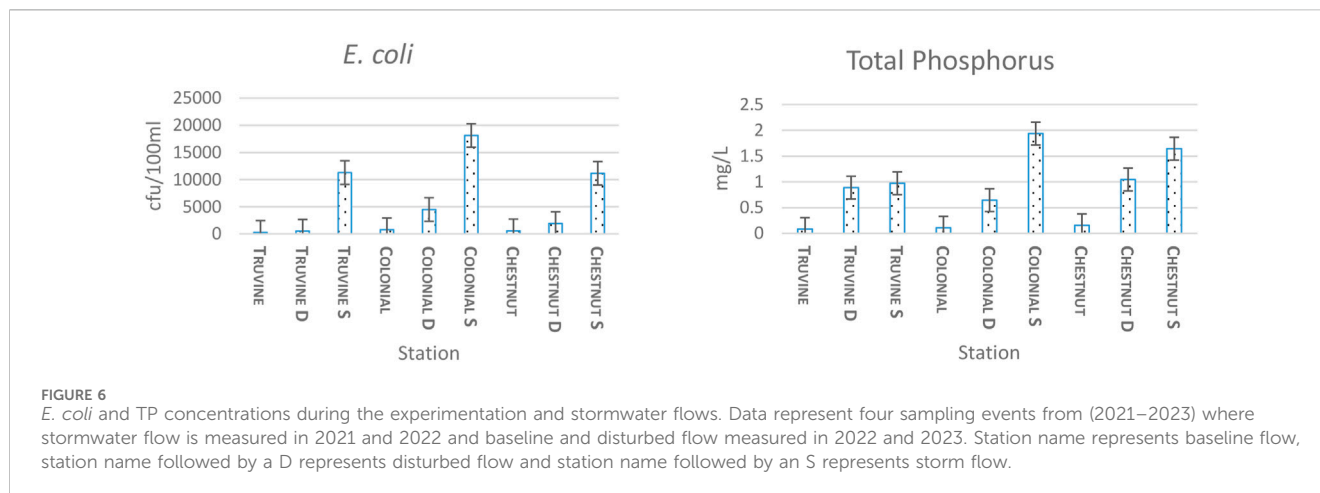 E. coli
25000
20000
15000
10000
5000
0
cfu/100ml
TRUVINE
TRUVINE D
TRUVINE S
COLONIAL
COLONIAL D
COLONIAL S
CHESTNUT
CHESTNUT D
CHESTNUT S
Station
Total Phosphorus
2.5
2
1.5
1
0.5
0
mg/L
TRUVINE
TRUVINE D
TRUVINE S
COLONIAL
COLONIAL D
COLONIAL S
CHESTNUT
CHESTNUT D
CHESTNUT S
Station
FIGURE 6
E. coli and TP concentrations during the experimentation and stormwater flows. Data represent four sampling events from (2021–2023) where
stormwater flow is measured in 2021 and 2022 and baseline and disturbed flow measured in 2022 and 2023. Station name represents baseline flow,
station name followed by a D represents disturbed flow and station name followed by an S represents storm flow.